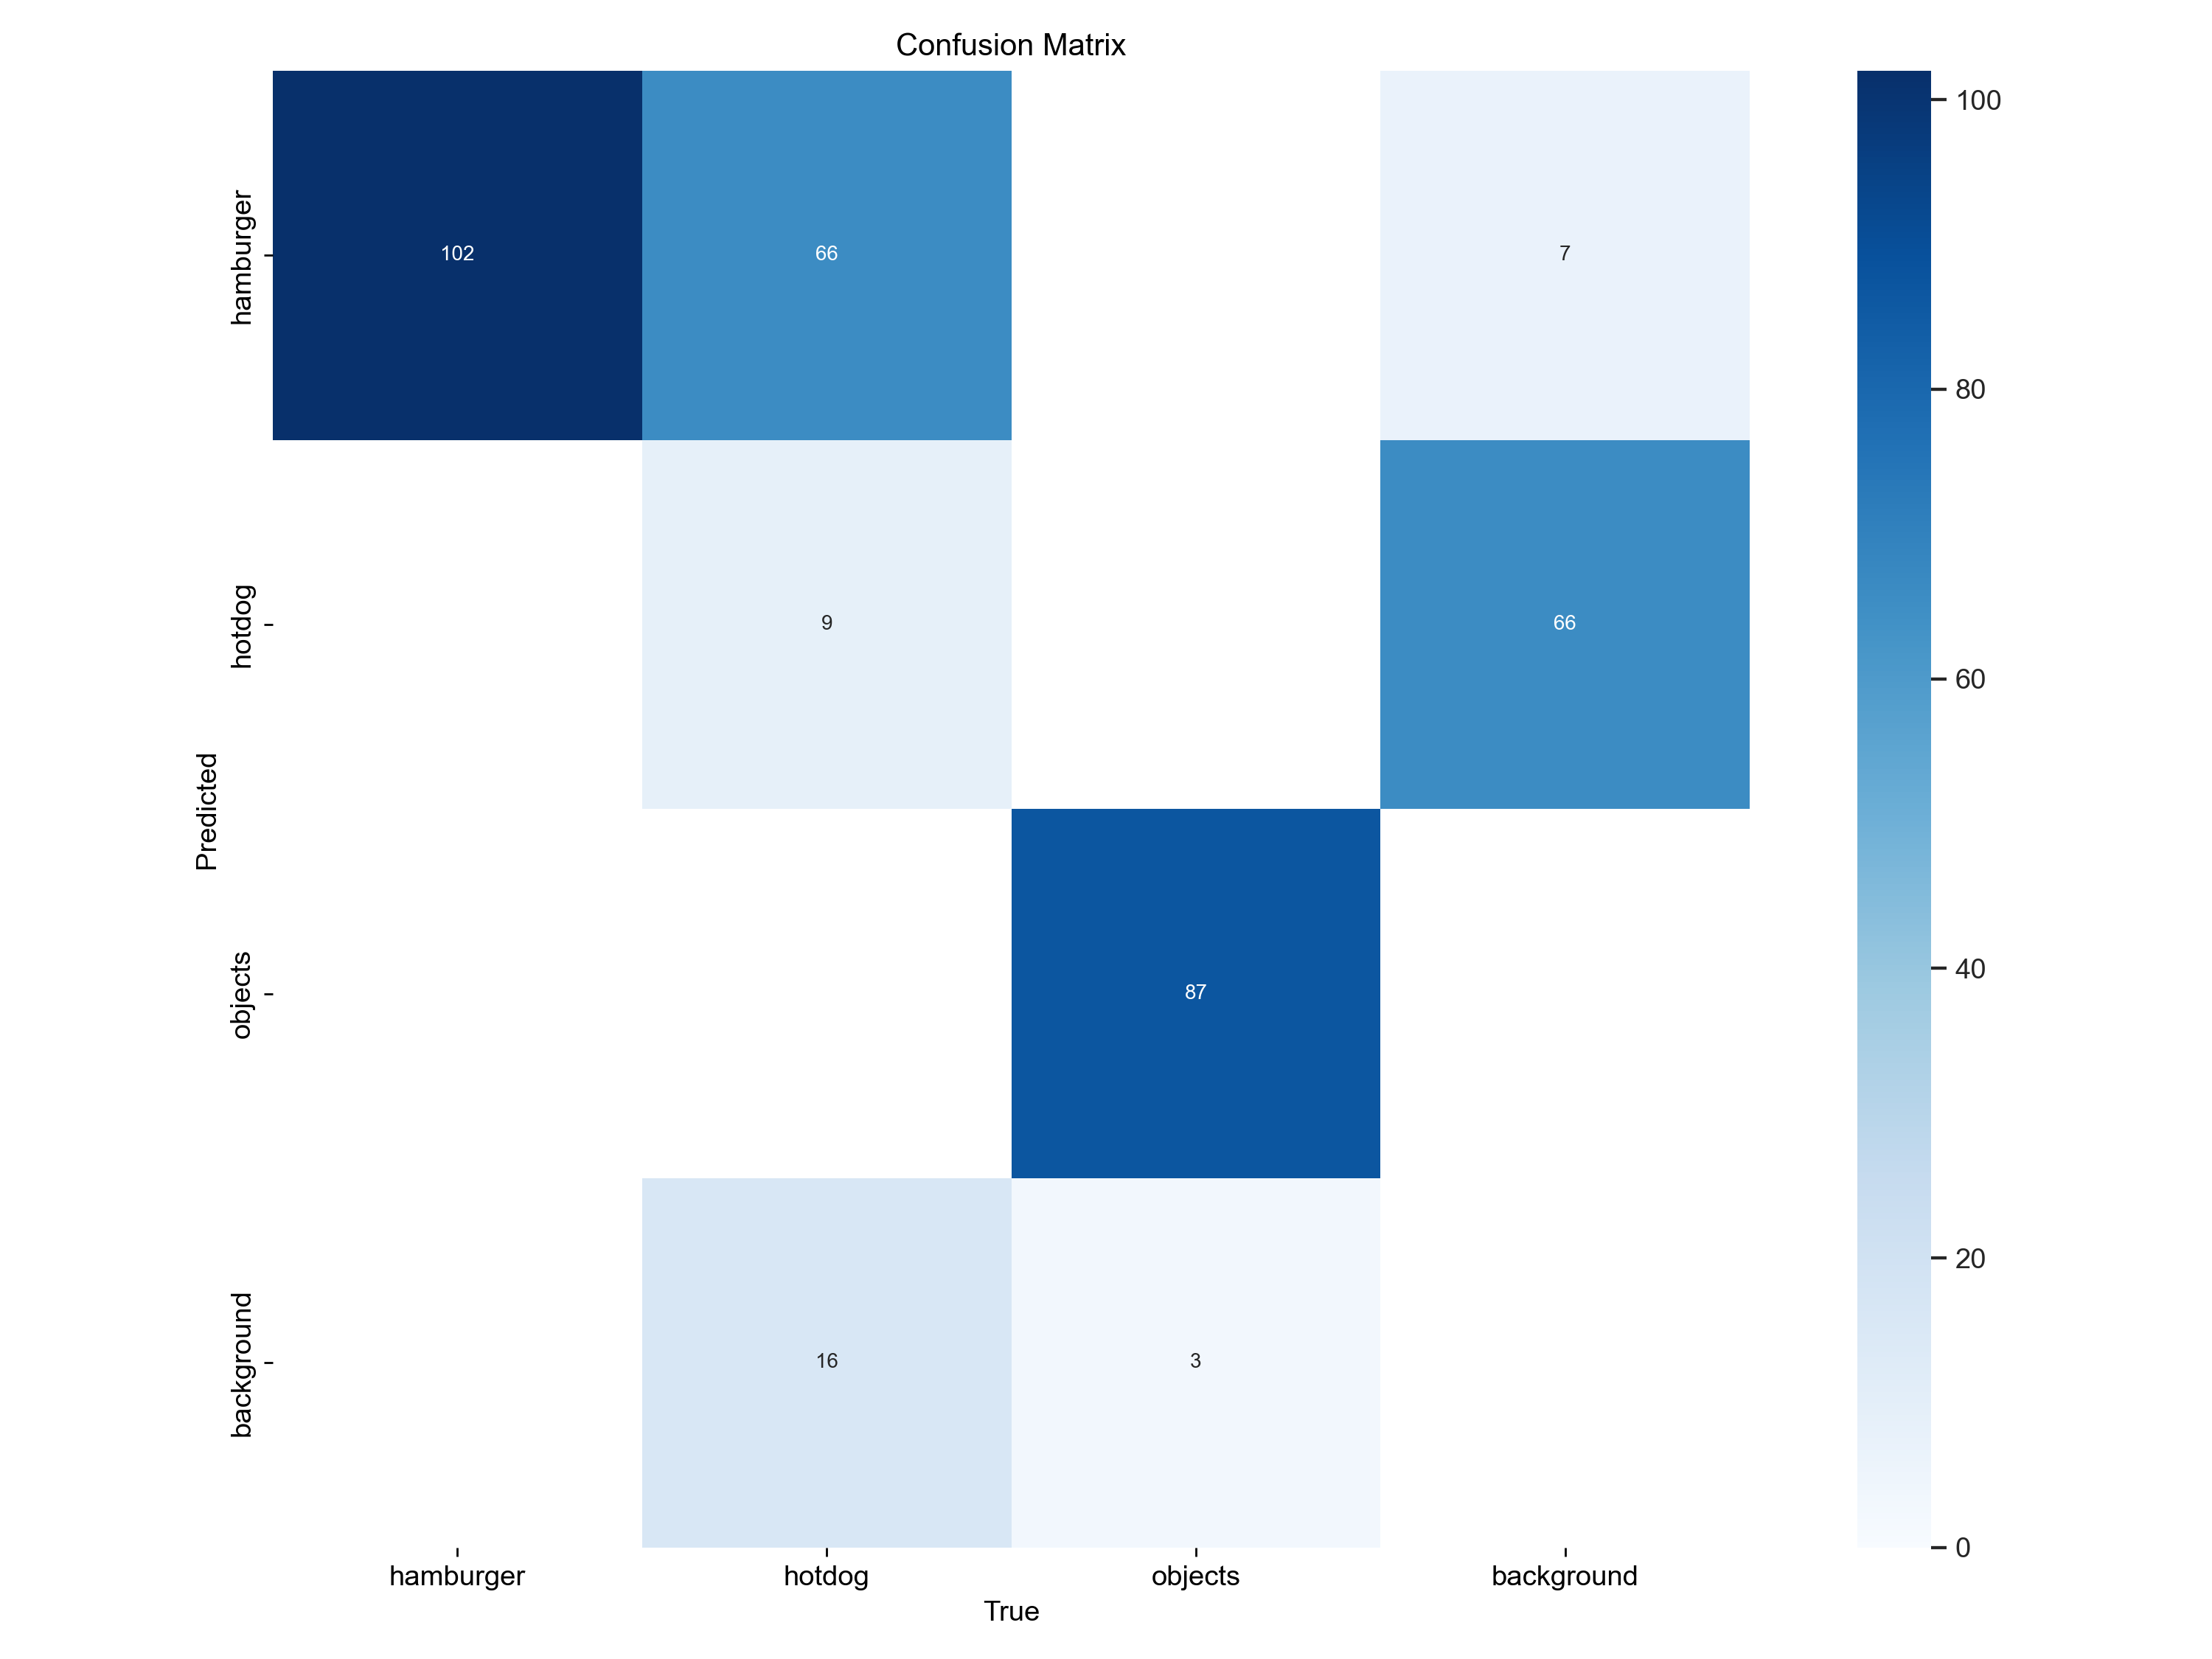 Confusion Matrix
hamburger
102
66
7
hotdog
9
66
objects
87
background
16
3
Predicted
hamburger
hotdog
objects
background
True
100
80
60
40
20
0